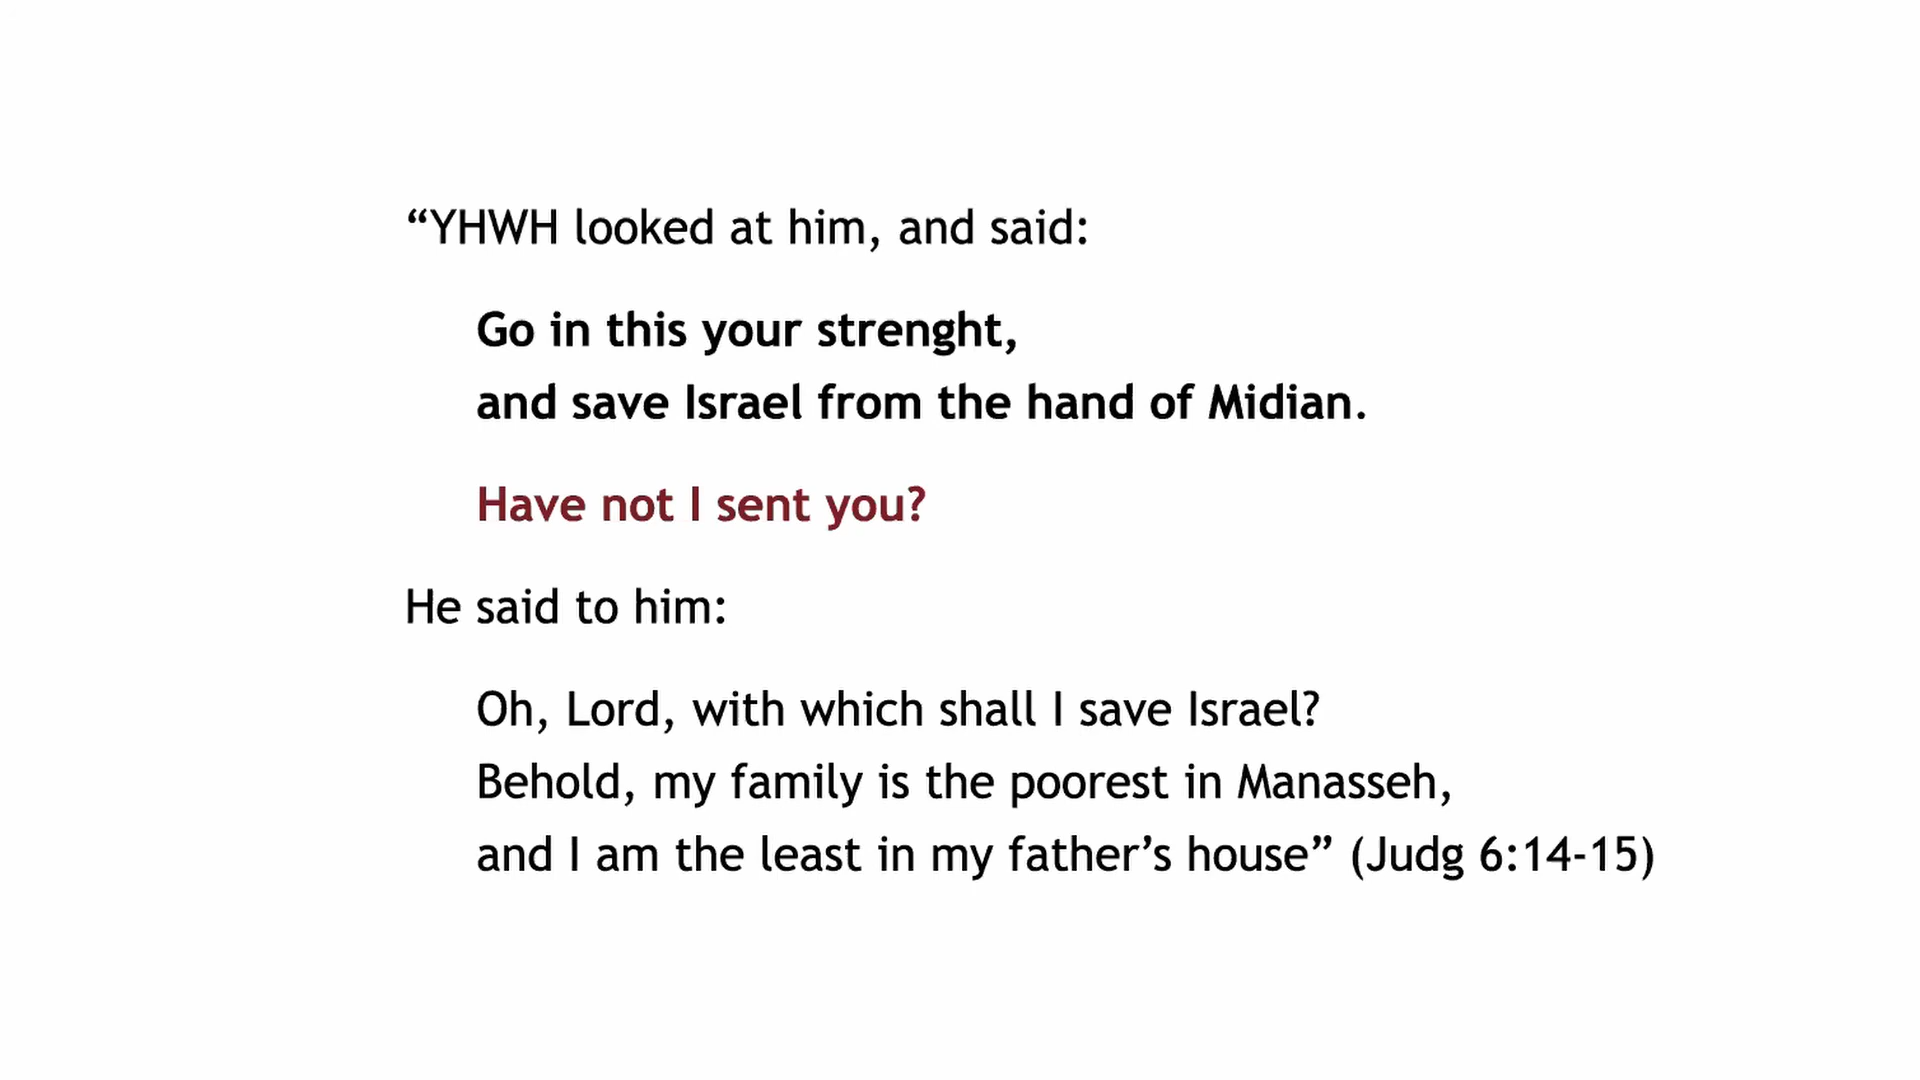 “YHWH looked at him, and said:
Go in this your strenght,
and save Israel from the hand of Midian.
Have not I sent you?
He said to him:
Oh, Lord, with which shall I save Israel?
Behold, my family is the poorest in Manasseh,
and I am the least in my father’s house” (Judg 6:14-15)